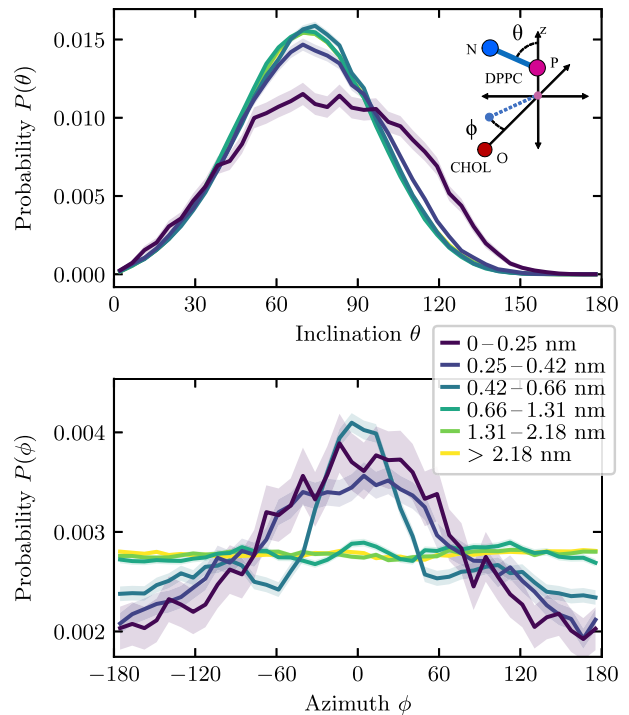 Probability P(θ)
0.015
0.010
0.005
0.000
0 30 60 90 120 150 180
Inclination θ
N
θ
z
P
DPPC
ϕ
CHOL
O
0–0.25 nm
0.25–0.42 nm
0.42–0.66 nm
0.66–1.31 nm
1.31–2.18 nm
> 2.18 nm
Probability P(ϕ)
0.004
0.003
0.002
−180 −120 −60 0 60 120 180
Azimuth ϕ